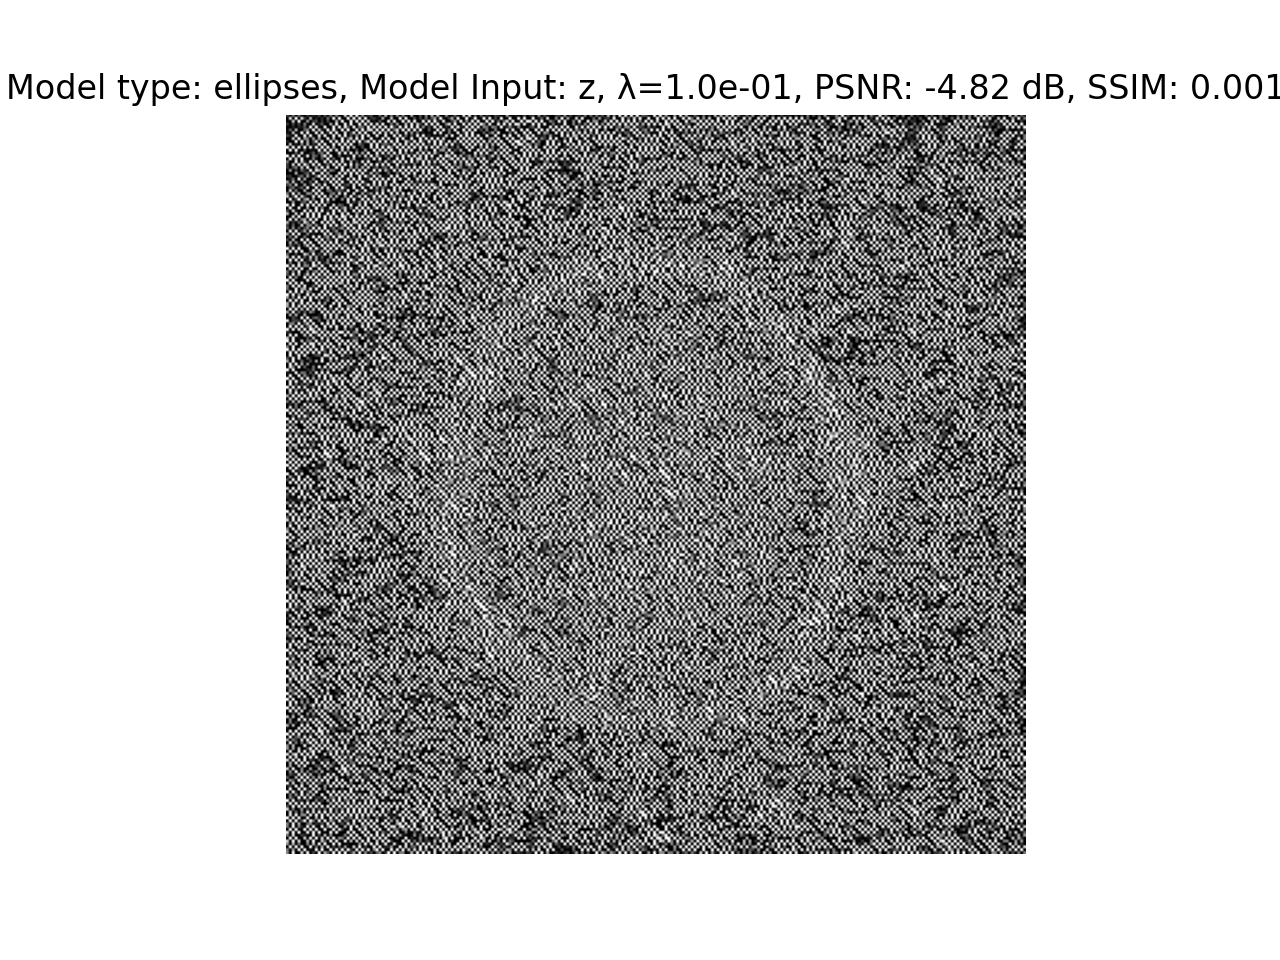 Model type: ellipses, Model Input: z, λ=1.0e-01, PSNR: -4.82 dB, SSIM: 0.001